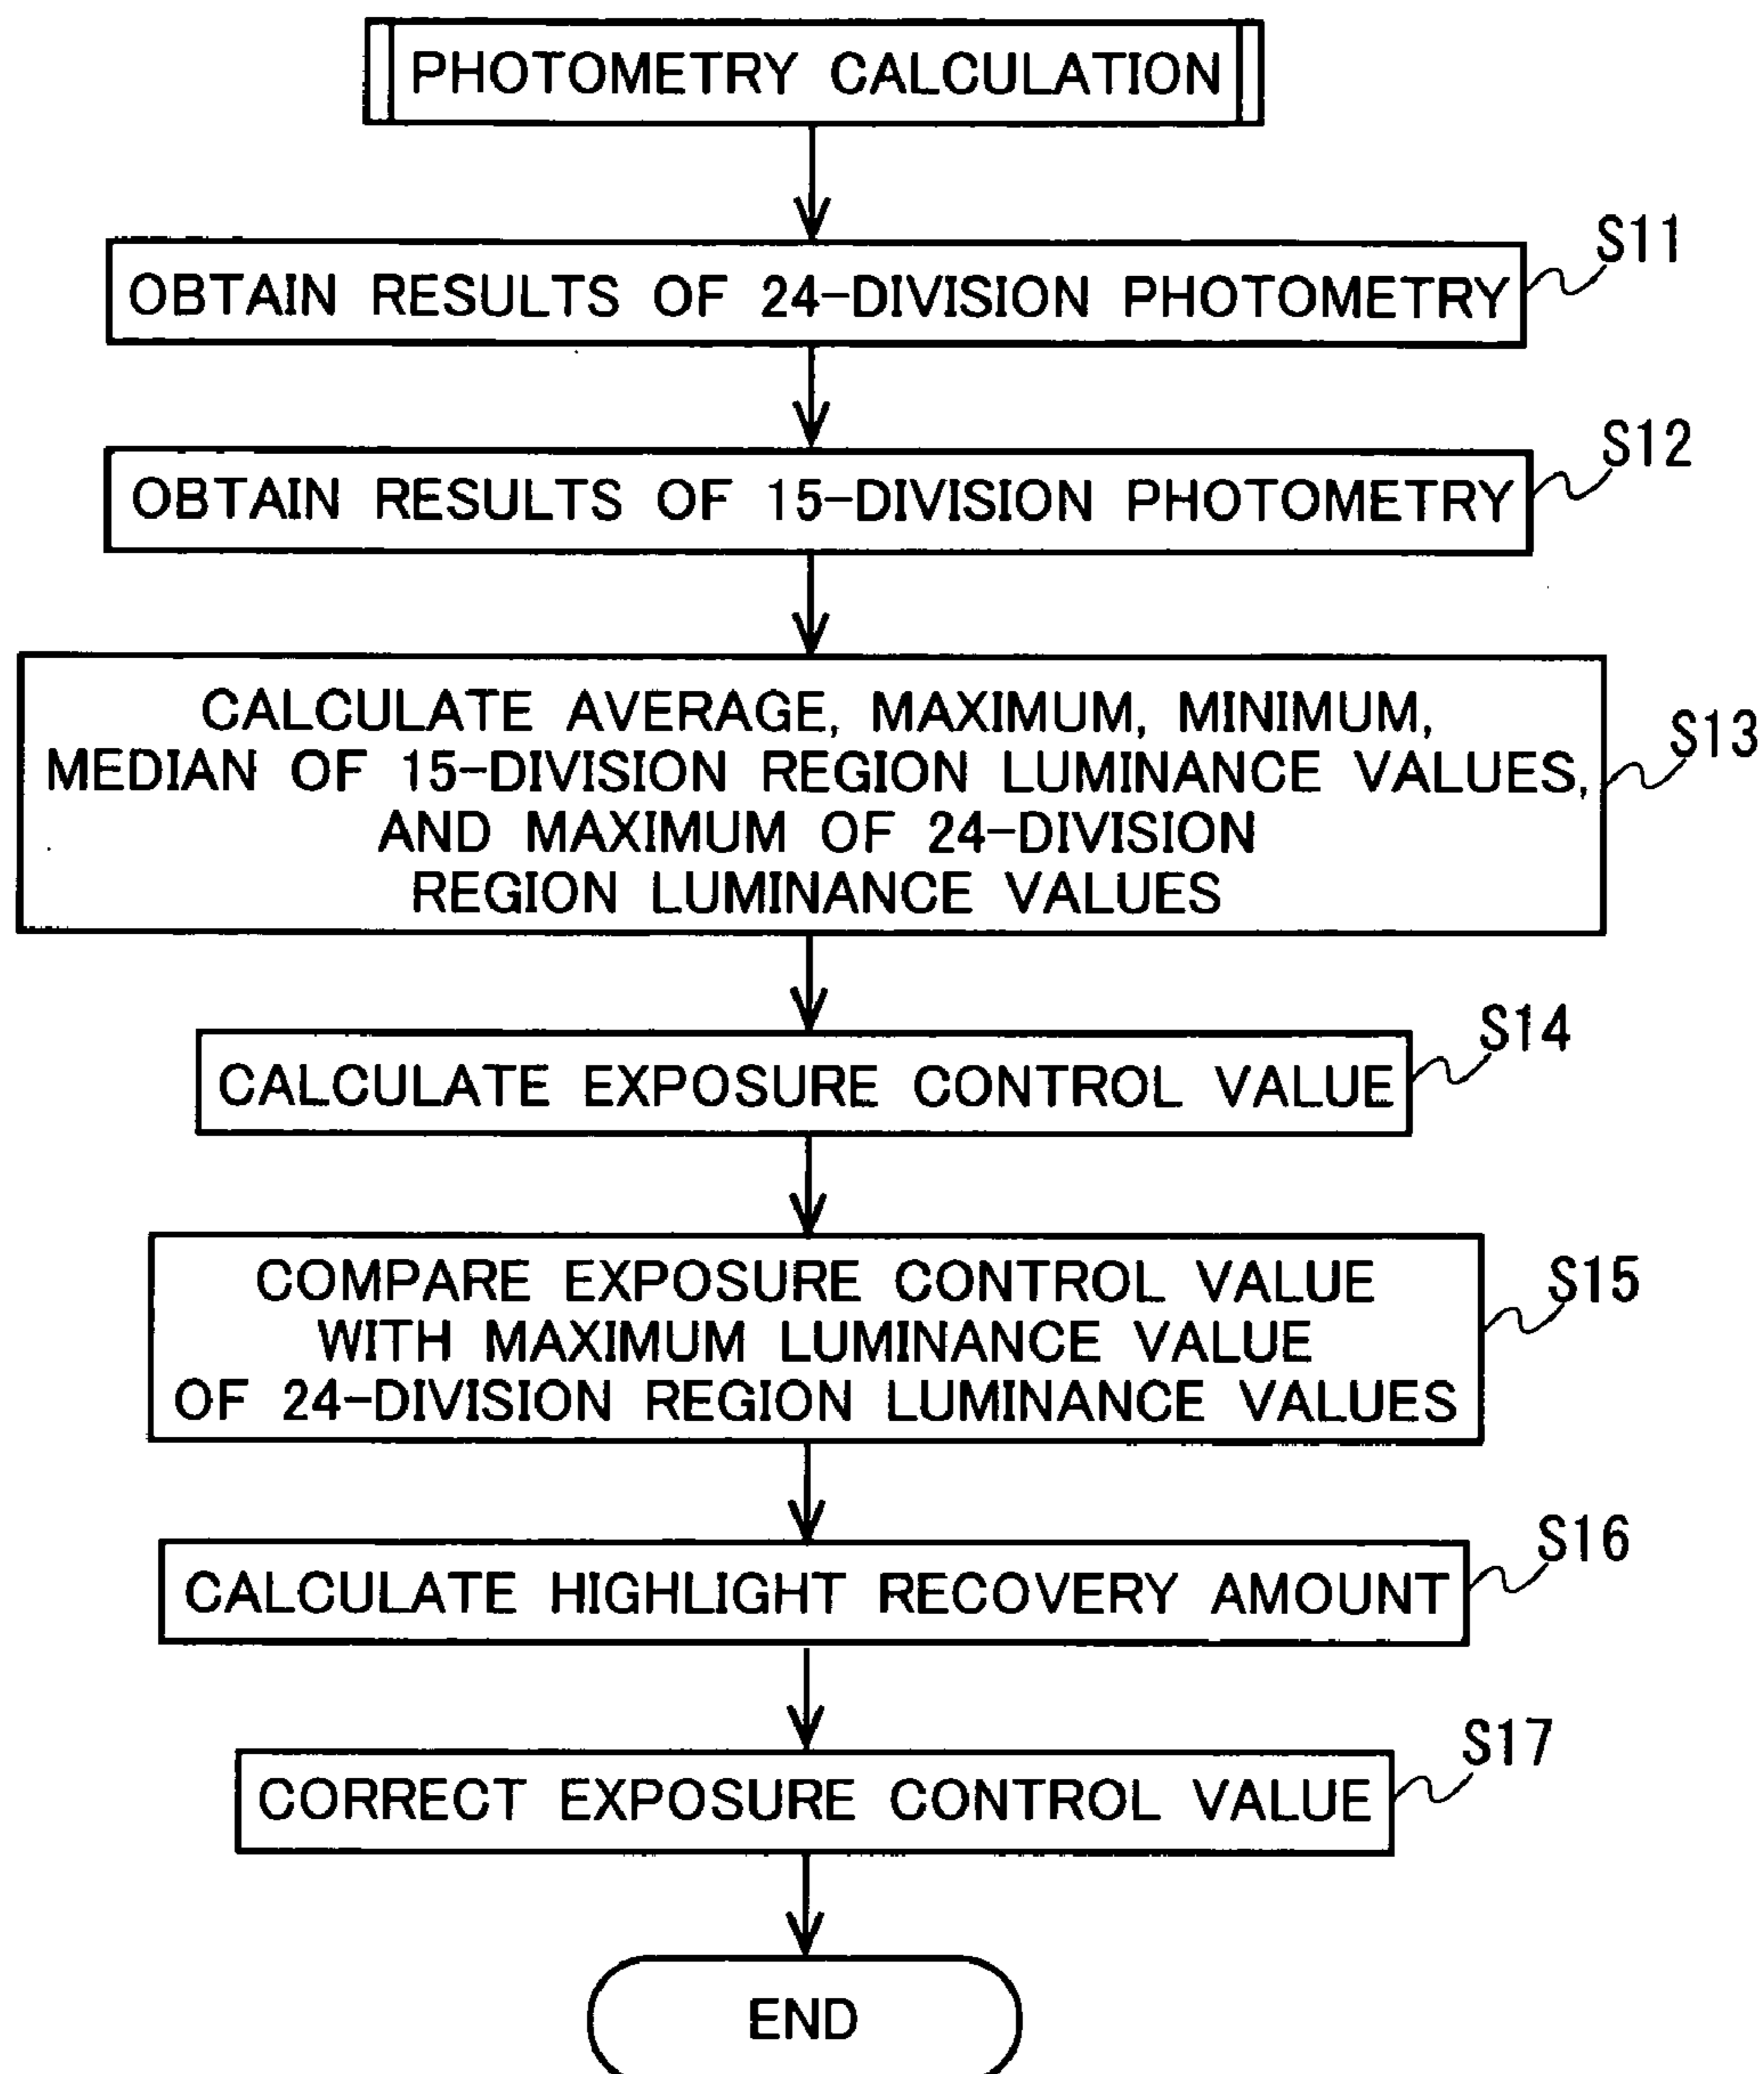 PHOTOMETRY CALCULATION
S11
OBTAIN RESULTS OF 24-DIVISION PHOTOMETRY
S12
OBTAIN RESULTS OF 15-DIVISION PHOTOMETRY
S13
CALCULATE AVERAGE, MAXIMUM, MINIMUM,
MEDIAN OF 15-DIVISION REGION LUMINANCE VALUES,
AND MAXIMUM OF 24-DIVISION
REGION LUMINANCE VALUES
S14
CALCULATE EXPOSURE CONTROL VALUE
S15
COMPARE EXPOSURE CONTROL VALUE
WITH MAXIMUM LUMINANCE VALUE
OF 24-DIVISION REGION LUMINANCE VALUES
S16
CALCULATE HIGHLIGHT RECOVERY AMOUNT
S17
CORRECT EXPOSURE CONTROL VALUE
END